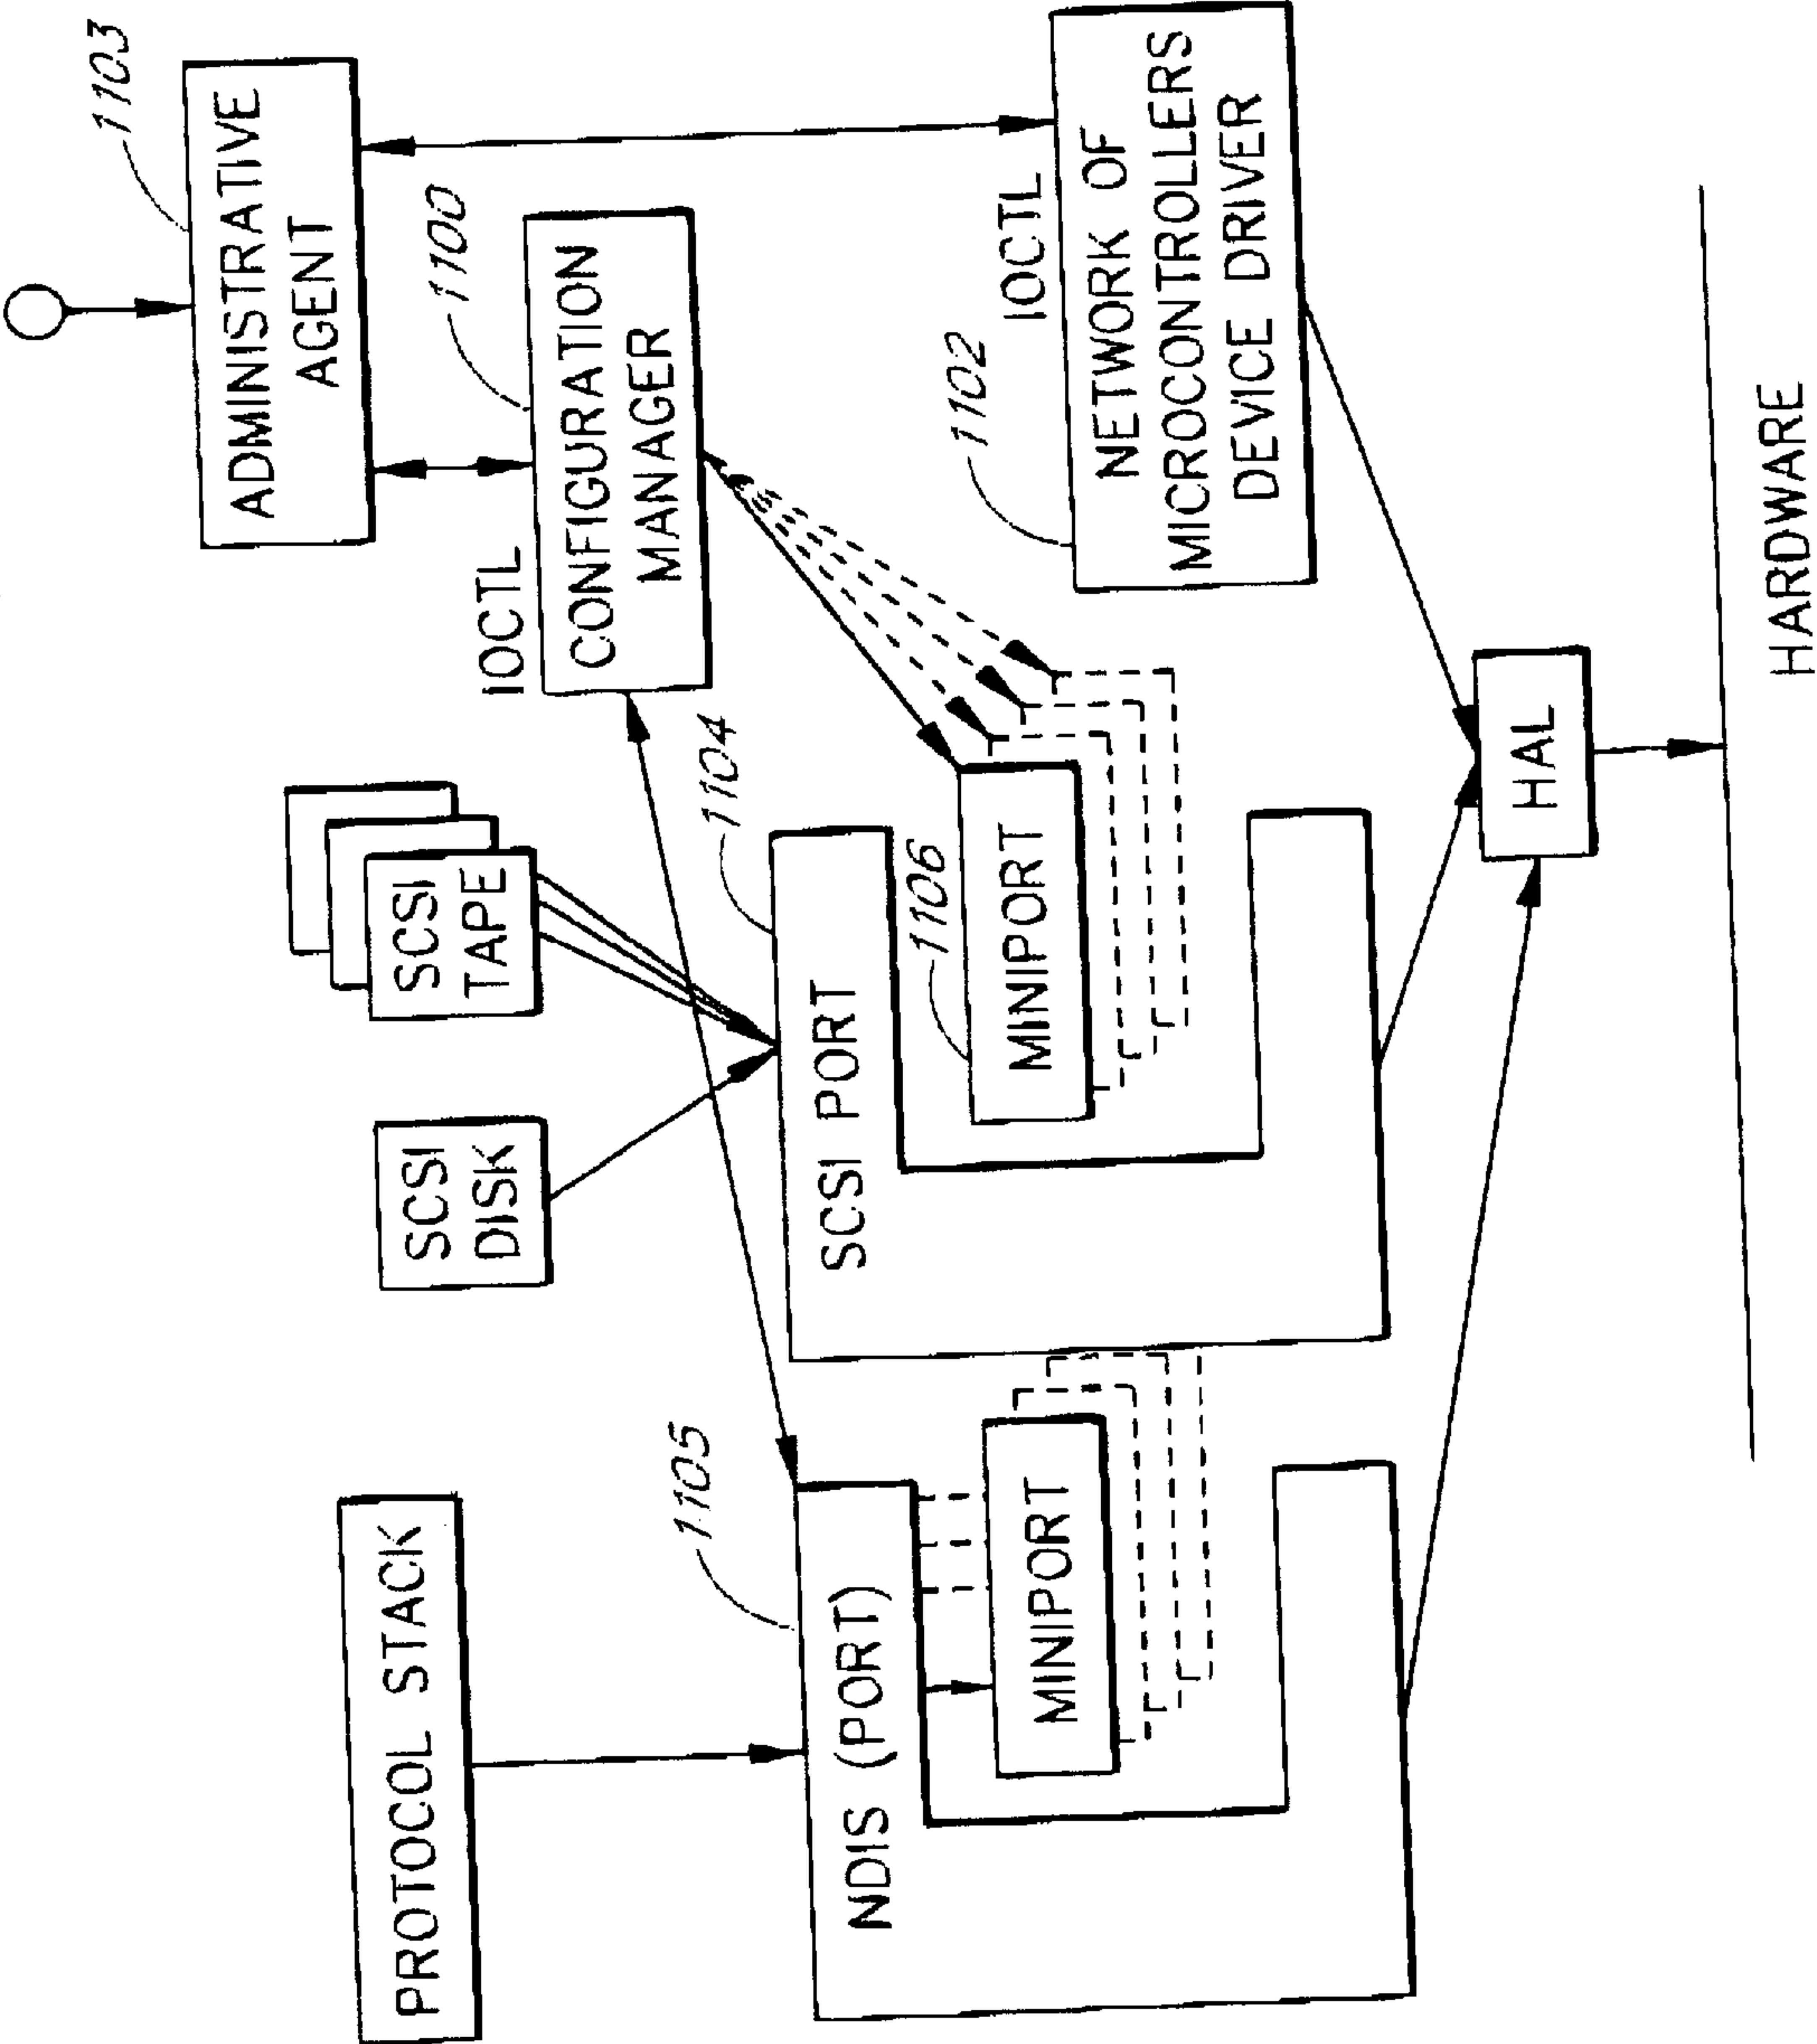 1103
ADMINISTRATIVE
AGENT
1100
IOCTL
CONFIGURATION
MANAGER
IOCTL
1102
NETWORK OF
MICROCONTROLLERS
DEVICE DRIVER
SCSI
TAPE
SCSI
DISK
PROTOCOL STACK
1104
SCSI PORT
1106
MINIPORT
1105
NDIS (PORT)
MINIPORT
HAL
HARDWARE